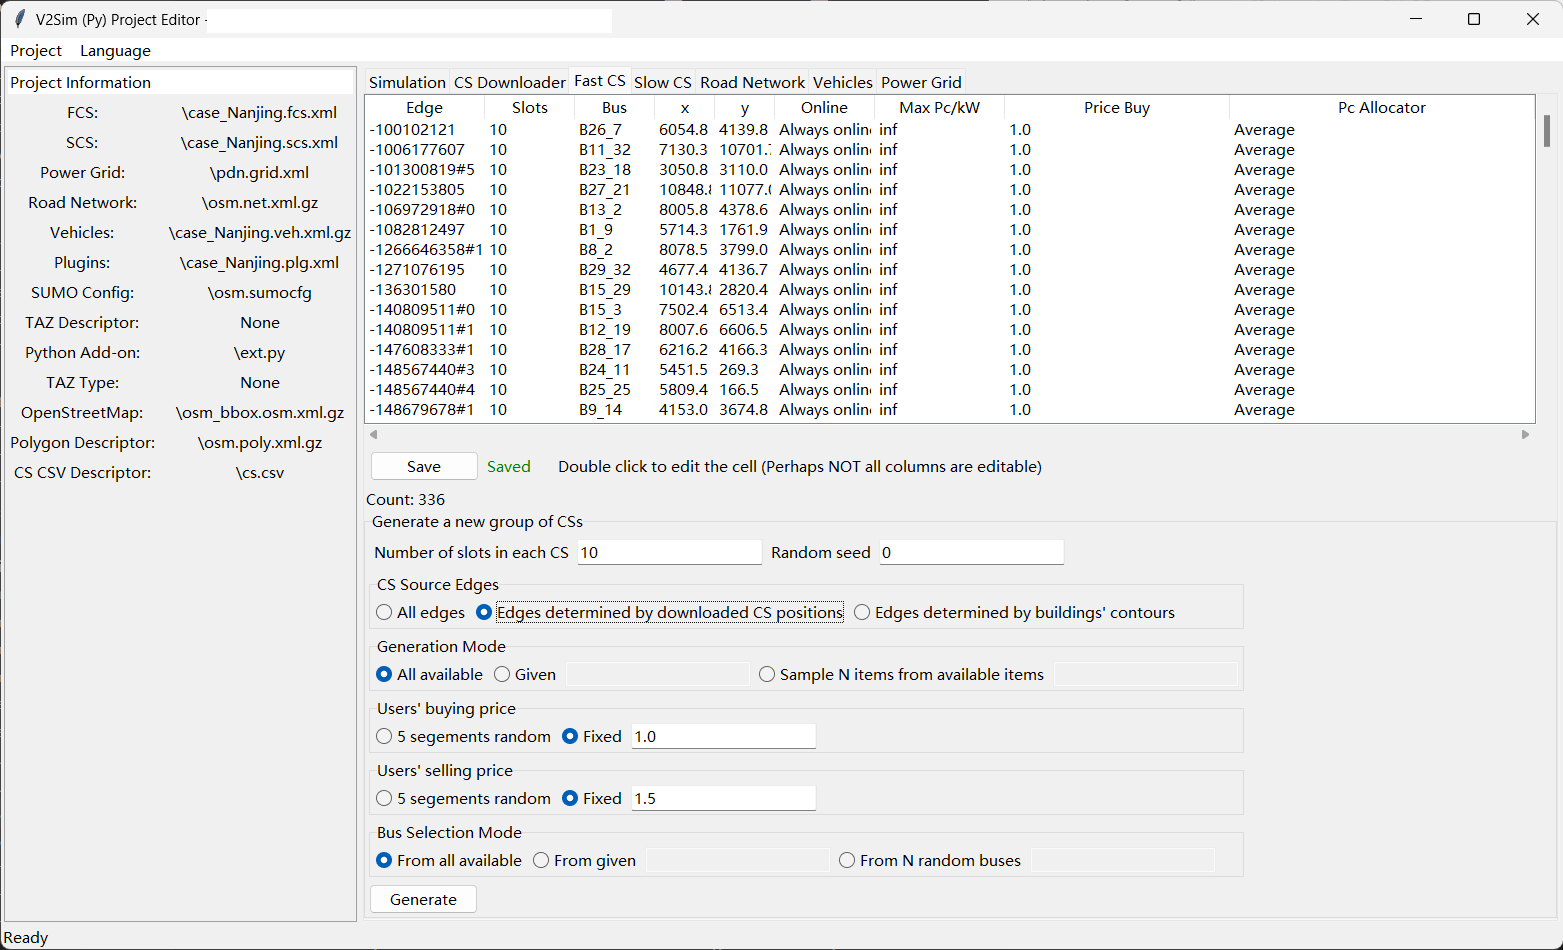 V2Sim (Py) Project Editor -
Project Language
Project Information
FCS: \case_Nanjing.fcs.xml
SCS: \case_Nanjing.scs.xml
Power Grid: \pdn.grid.xml
Road Network: \osm.net.xml.gz
Vehicles: \case_Nanjing.veh.xml.gz
Plugins: \case_Nanjing.plg.xml
SUMO Config: \osm.sumocfg
TAZ Descriptor: None
Python Add-on: \ext.py
TAZ Type: None
OpenStreetMap: \osm_bbox.osm.xml.gz
Polygon Descriptor: \osm.poly.xml.gz
CS CSV Descriptor: \cs.csv
Simulation CS Downloader Fast CS Slow CS Road Network Vehicles Power Grid
Edge Slots Bus x y Online Max Pc/kW Price Buy Pc Allocator
-100102121 10 B26_7 6054.8 4139.8 Always onlin inf 1.0 Average
-1006177607 10 B11_32 7130.3 10701. Always onlin inf 1.0 Average
-101300819#5 10 B23_18 3050.8 3110.0 Always onlin inf 1.0 Average
-1022153805 10 B27_21 10848. 11077. Always onlin inf 1.0 Average
-106972918#0 10 B13_2 8005.8 4378.6 Always onlin inf 1.0 Average
-1082812497 10 B1_9 5714.3 1761.9 Always onlin inf 1.0 Average
-1266646358#1 10 B8_2 8078.5 3799.0 Always onlin inf 1.0 Average
-1271076195 10 B29_32 4677.4 4136.7 Always onlin inf 1.0 Average
-136301580 10 B15_29 10143. 2820.4 Always onlin inf 1.0 Average
-140809511#0 10 B15_3 7502.4 6513.4 Always onlin inf 1.0 Average
-140809511#1 10 B12_19 8007.6 6606.5 Always onlin inf 1.0 Average
-147608333#1 10 B28_17 6216.2 4166.3 Always onlin inf 1.0 Average
-148567440#3 10 B24_11 5451.5 269.3 Always onlin inf 1.0 Average
-148567440#4 10 B25_25 5809.4 166.5 Always onlin inf 1.0 Average
-148679678#1 10 B9_14 4153.0 3674.8 Always onlin inf 1.0 Average
Save Saved Double click to edit the cell (Perhaps NOT all columns are editable)
Count: 336
Generate a new group of CSs
Number of slots in each CS 10 Random seed 0
CS Source Edges
All edges Edges determined by downloaded CS positions Edges determined by buildings' contours
Generation Mode
All available Given Sample N items from available items
Users' buying price
5 segements random Fixed 1.0
Users' selling price
5 segements random Fixed 1.5
Bus Selection Mode
From all available From given From N random buses
Generate
Ready